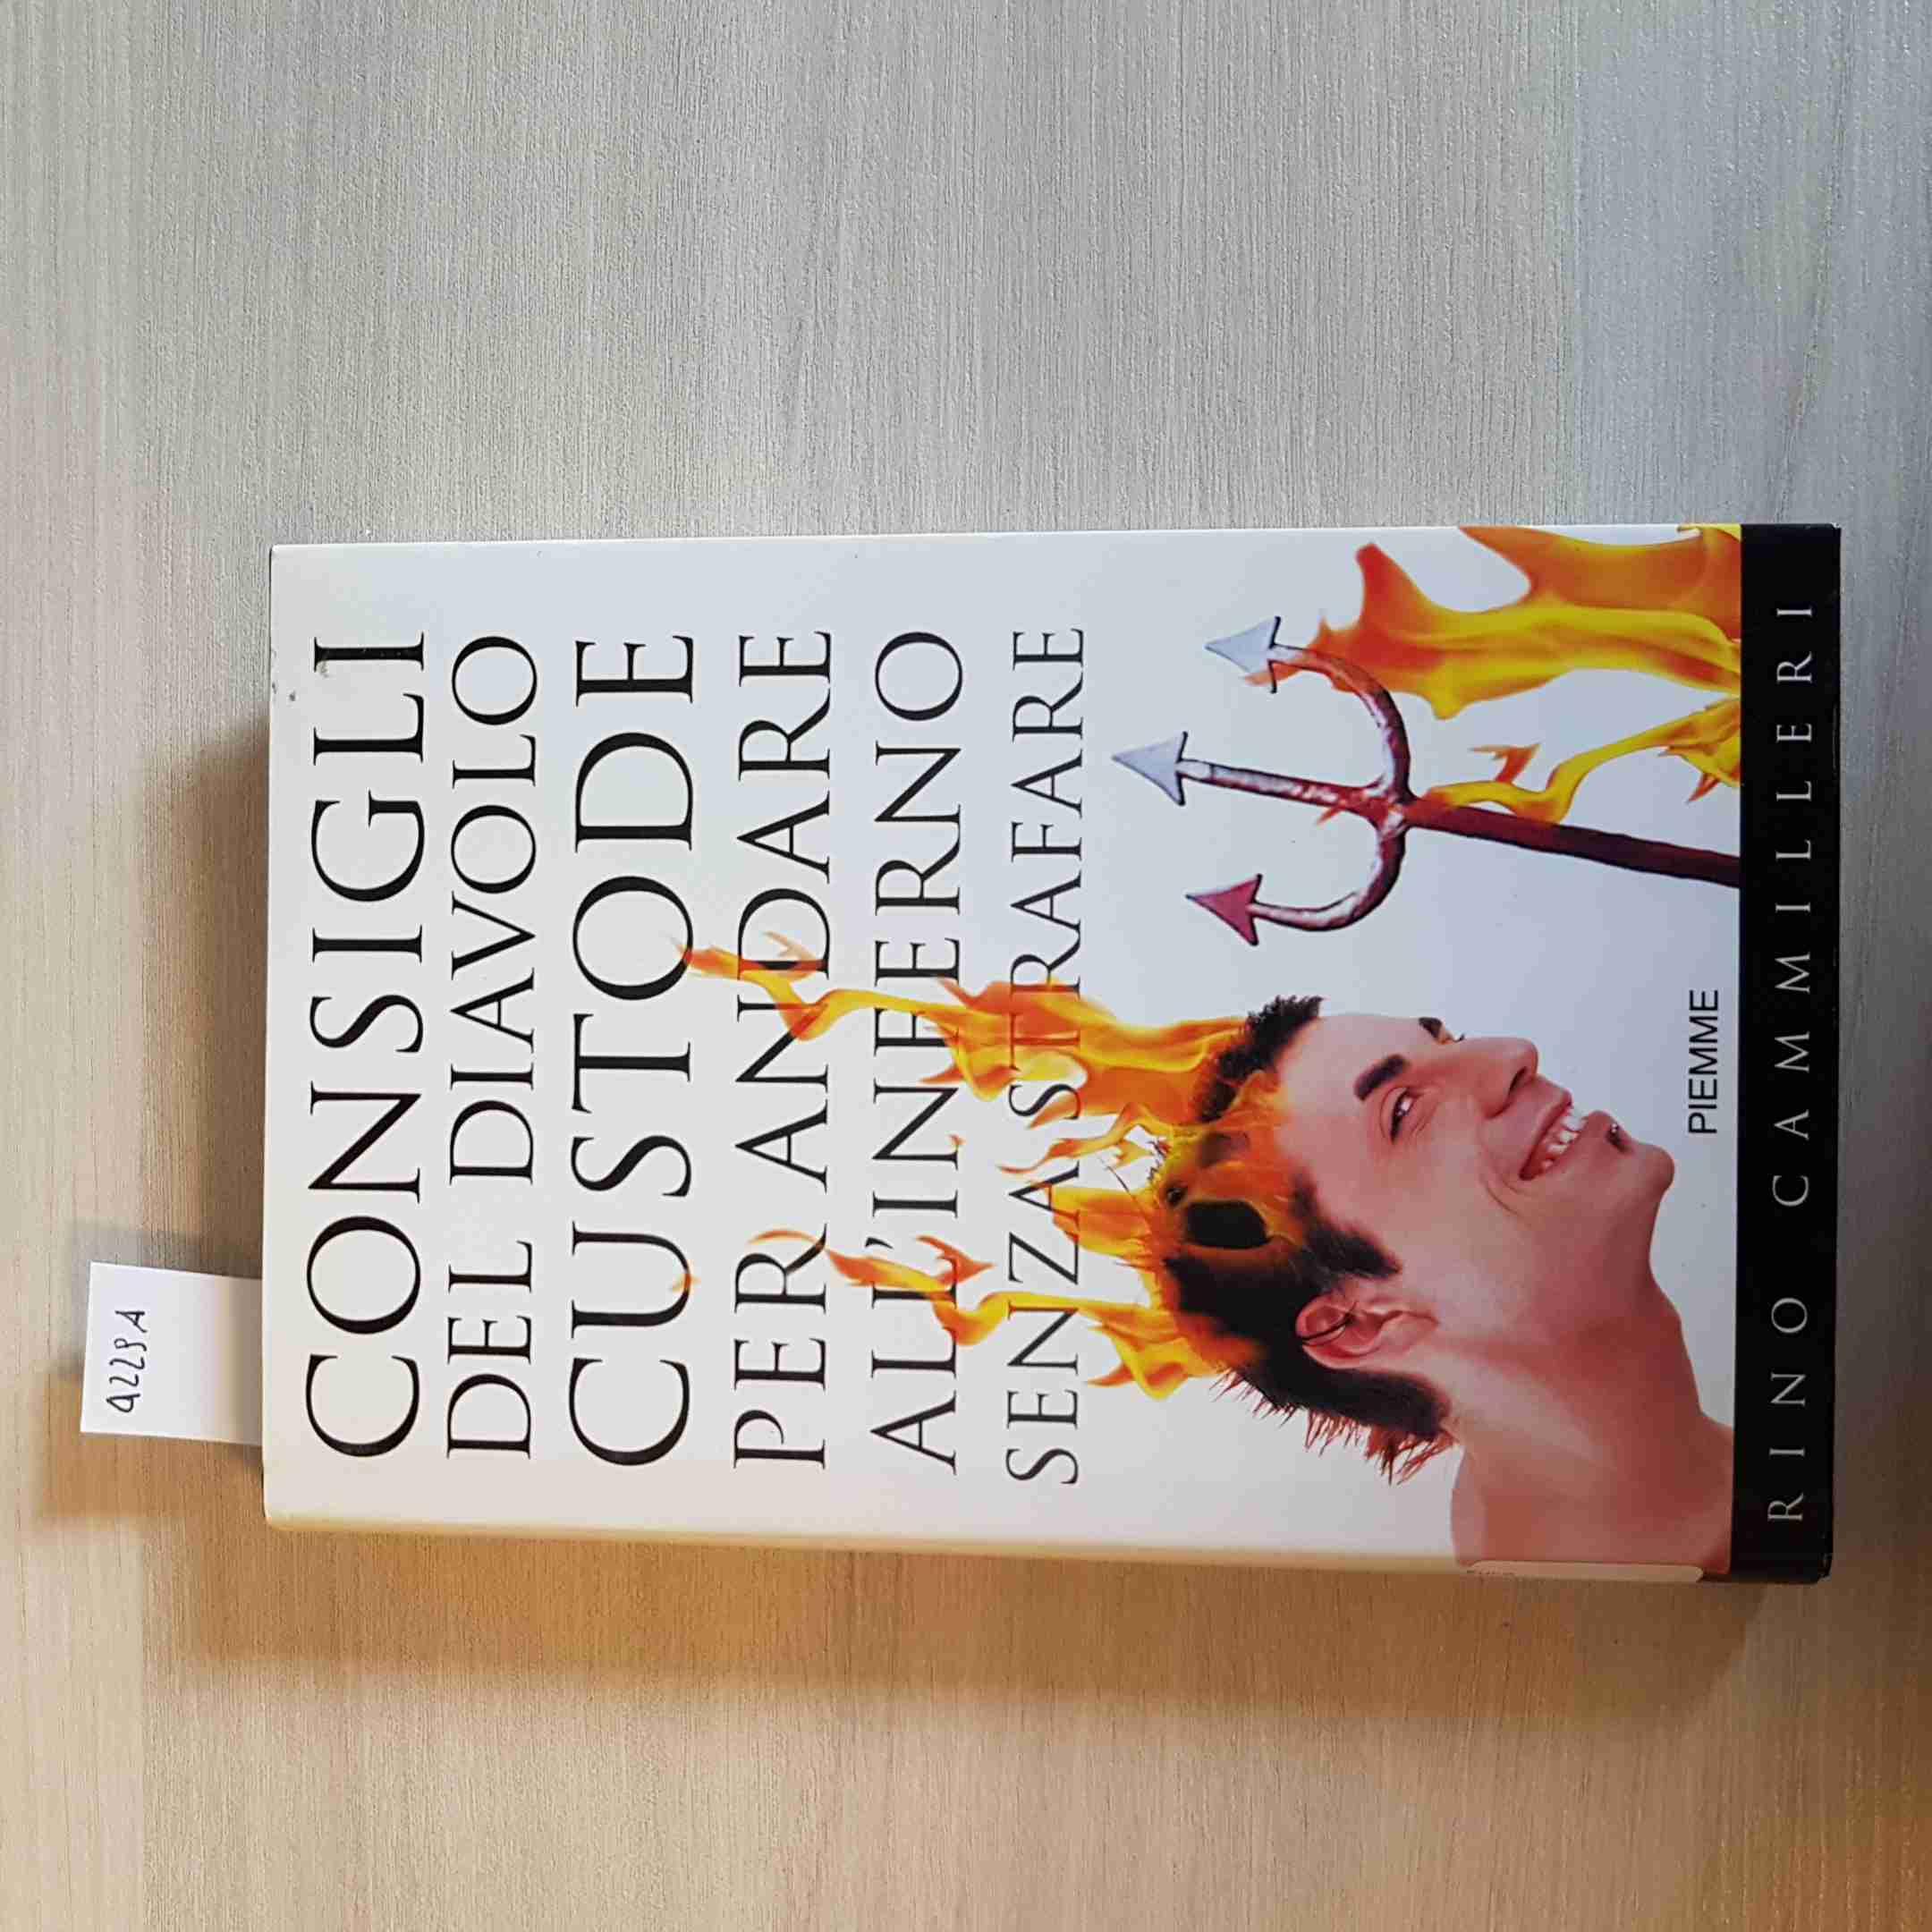 4229A
CONSIGLI
DEL DIAVOLO
CUSTODE
PER ANDARE
ALL'INFERNO
SENZA STRAFARE
PIEMME
RINO CAMMILLERI